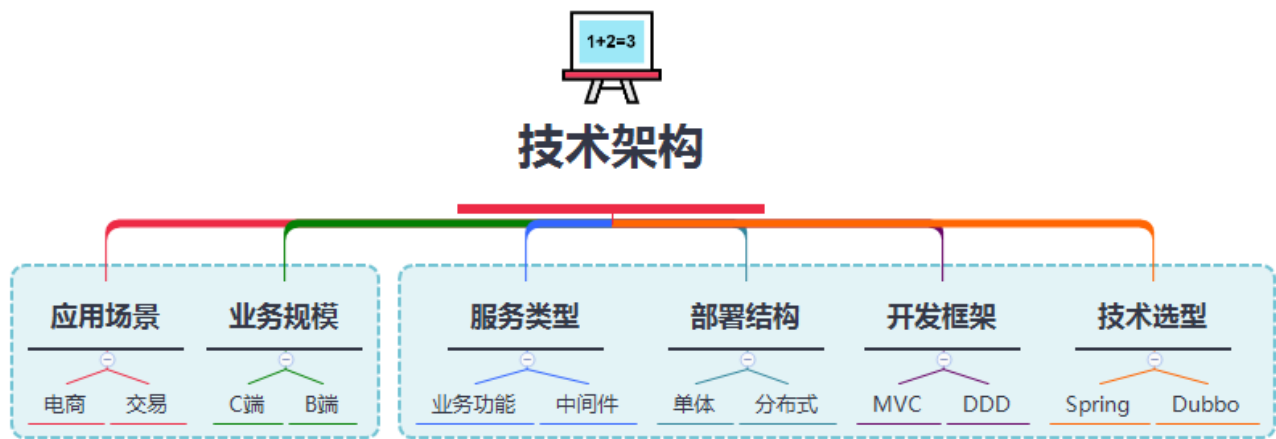 1+2=3
技术架构
应用场景 业务规模 服务类型 部署结构 开发框架 技术选型
电商 交易 C端 B端 业务功能 中间件 单体 分布式 MVC DDD Spring Dubbo